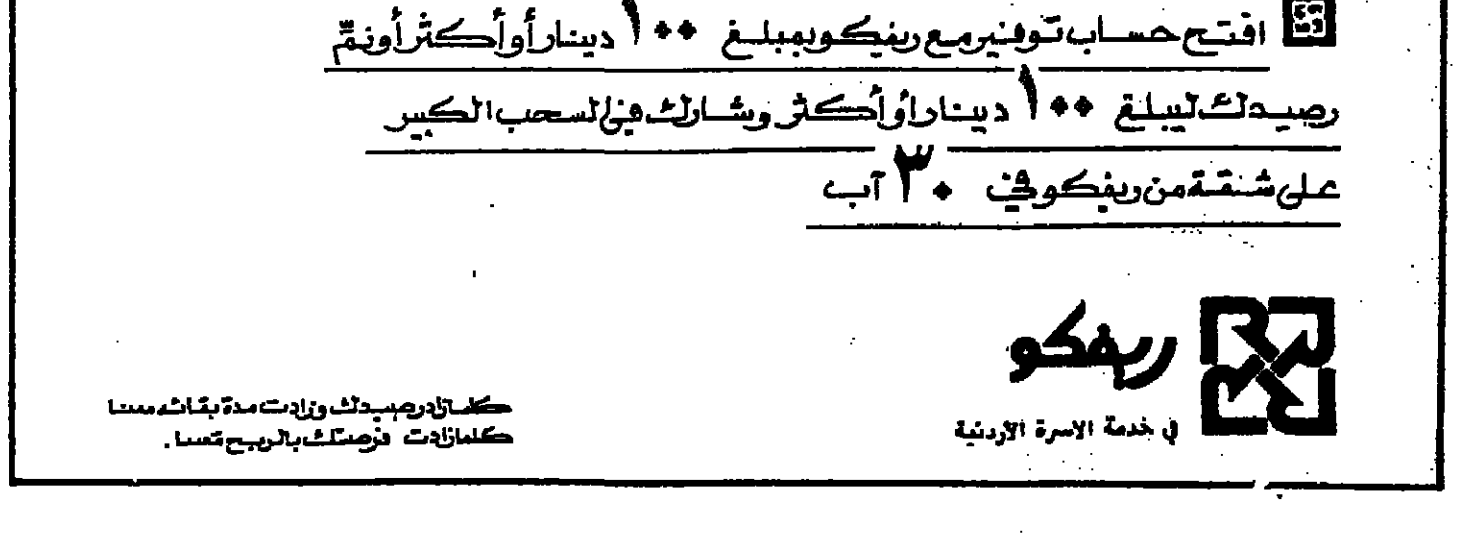 افتح حساب توفير مع ريفكو بمبلغ ١٠٠ دينار أو أكثر أو نمّ
رصيدك ليبلغ ١٠٠ دينار أو أكثر وشارك في السحب الكبير
على شقة من ريفكو في ٣٠ آب
ريفكو
في خدمة الاسرة الأردنية
كلما زاد رصيدك وزادت مدة بقائه معنا
كلما زادت فرصتك بالربح معنا.